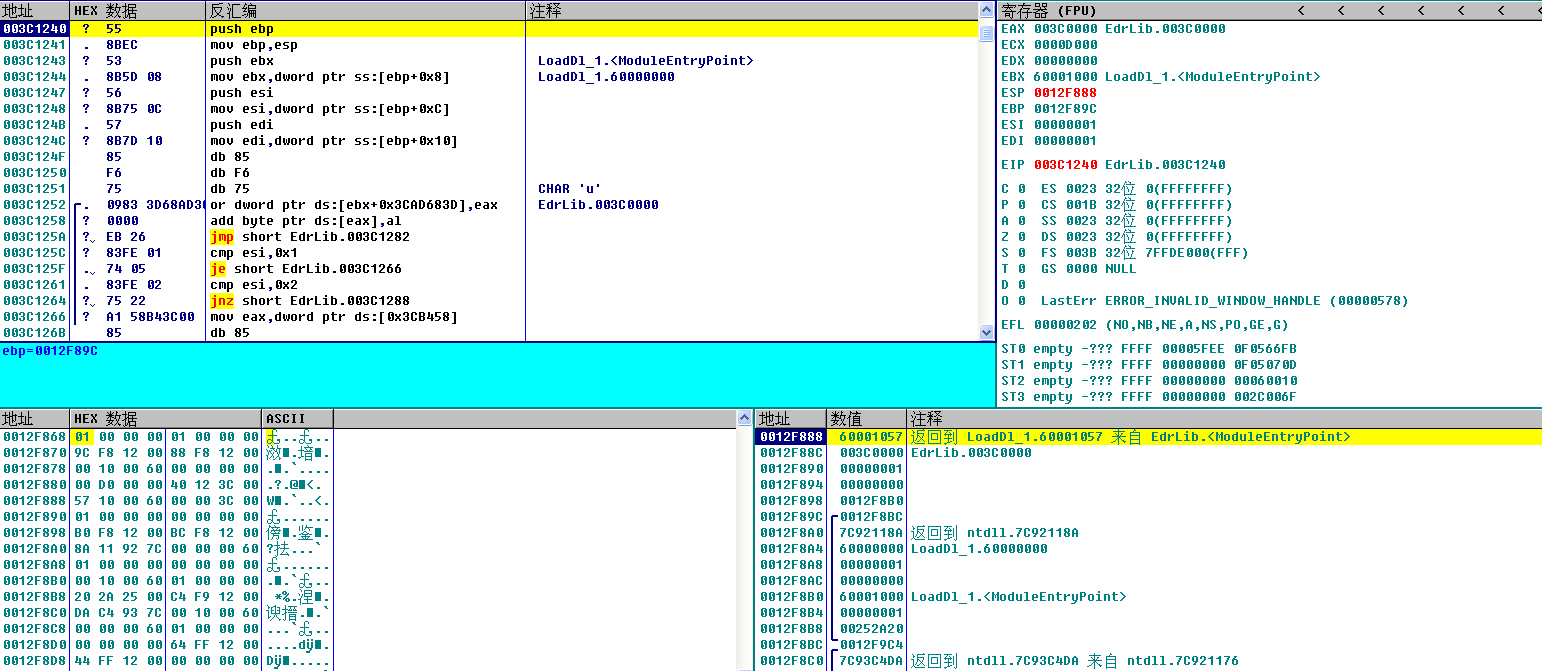 地址 HEX 数据 反汇编 注释
003C1240 ? 55 push ebp
003C1241 . 8BEC mov ebp,esp
003C1243 ? 53 push ebx LoadDl_1.<ModuleEntryPoint>
003C1244 . 8B5D 08 mov ebx,dword ptr ss:[ebp+0x8] LoadDl_1.60000000
003C1247 ? 56 push esi
003C1248 ? 8B75 0C mov esi,dword ptr ss:[ebp+0xC]
003C124B . 57 push edi
003C124C ? 8B7D 10 mov edi,dword ptr ss:[ebp+0x10]
003C124F 85 db 85
003C1250 F6 db F6
003C1251 75 db 75 CHAR 'u'
003C1252 . 0983 3D68AD3 or dword ptr ds:[ebx+0x3CAD683D],eax EdrLib.003C0000
003C1258 ? 0000 add byte ptr ds:[eax],al
003C125A ? EB 26 jmp short EdrLib.003C1282
003C125C ? 83FE 01 cmp esi,0x1
003C125F . 74 05 je short EdrLib.003C1266
003C1261 . 83FE 02 cmp esi,0x2
003C1264 ? 75 22 jnz short EdrLib.003C1288
003C1266 ? A1 58B43C00 mov eax,dword ptr ds:[0x3CB458]
003C126B 85 db 85
ebp=0012F89C
寄存器 (FPU) < < < < < < <
EAX 003C0000 EdrLib.003C0000
ECX 0000D000
EDX 00000000
EBX 60001000 LoadDl_1.<ModuleEntryPoint>
ESP 0012F888
EBP 0012F89C
ESI 00000001
EDI 00000001
EIP 003C1240 EdrLib.003C1240
C 0 ES 0023 32位 0(FFFFFFFF)
P 0 CS 001B 32位 0(FFFFFFFF)
A 0 SS 0023 32位 0(FFFFFFFF)
Z 0 DS 0023 32位 0(FFFFFFFF)
S 0 FS 003B 32位 7FFDE000(FFF)
T 0 GS 0000 NULL
D 0
O 0 LastErr ERROR_INVALID_WINDOW_HANDLE (00000578)
EFL 00000202 (NO,NB,NE,A,NS,PO,GE,G)
ST0 empty -??? FFFF 00005FEE 0F0566FB
ST1 empty -??? FFFF 00000000 0F05070D
ST2 empty -??? FFFF 00000000 00060010
ST3 empty -??? FFFF 00000000 002C006F
地址 HEX 数据 ASCII
0012F868 01 00 00 00 01 00 00 00
0012F870 9C F8 12 00 88 F8 12 00
0012F878 00 10 00 60 00 00 00 00
0012F880 00 D0 00 00 40 12 3C 00 .?.@■<.
0012F888 57 10 00 60 00 00 3C 00 W■.`..<.
0012F890 01 00 00 00 00 00 00 00
0012F898 B0 F8 12 00 BC F8 12 00
0012F8A0 8A 11 92 7C 00 00 00 60
0012F8A8 01 00 00 00 00 00 00 00
0012F8B0 00 10 00 60 01 00 00 00
0012F8B8 20 2A 25 00 C4 F9 12 00 *%.涅■.
0012F8C0 DA C4 93 7C 00 10 00 60
0012F8C8 00 00 00 60 01 00 00 00
0012F8D0 00 00 00 00 64 FF 12 00 ....dÿ■.
0012F8D8 44 FF 12 00 00 00 00 00 Dÿ■.....
地址 数值 注释
0012F888 60001057 返回到 LoadDl_1.60001057 来自 EdrLib.<ModuleEntryPoint>
0012F88C 003C0000 EdrLib.003C0000
0012F890 00000001
0012F894 00000000
0012F898 0012F8B0
0012F89C 0012F8BC
0012F8A0 7C92118A 返回到 ntdll.7C92118A
0012F8A4 60000000 LoadDl_1.60000000
0012F8A8 00000001
0012F8AC 00000000
0012F8B0 60001000 LoadDl_1.<ModuleEntryPoint>
0012F8B4 00000001
0012F8B8 00252A20
0012F8BC 0012F9C4
0012F8C0 7C93C4DA 返回到 ntdll.7C93C4DA 来自 ntdll.7C921176